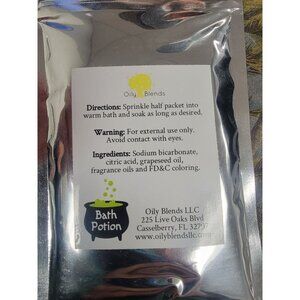 Oily Blends
Directions: Sprinkle half packet into
warm bath and soak as long as desired.
Warning: For external use only.
Avoid contact with eyes.
Ingredients: Sodium bicarbonate,
citric acid, grapeseed oil,
fragrance oils and FD&C coloring.
Bath
Potion
Oily Blends LLC
225 Live Oaks Blvd
Casselberry, FL
www.oilyblendsllc.